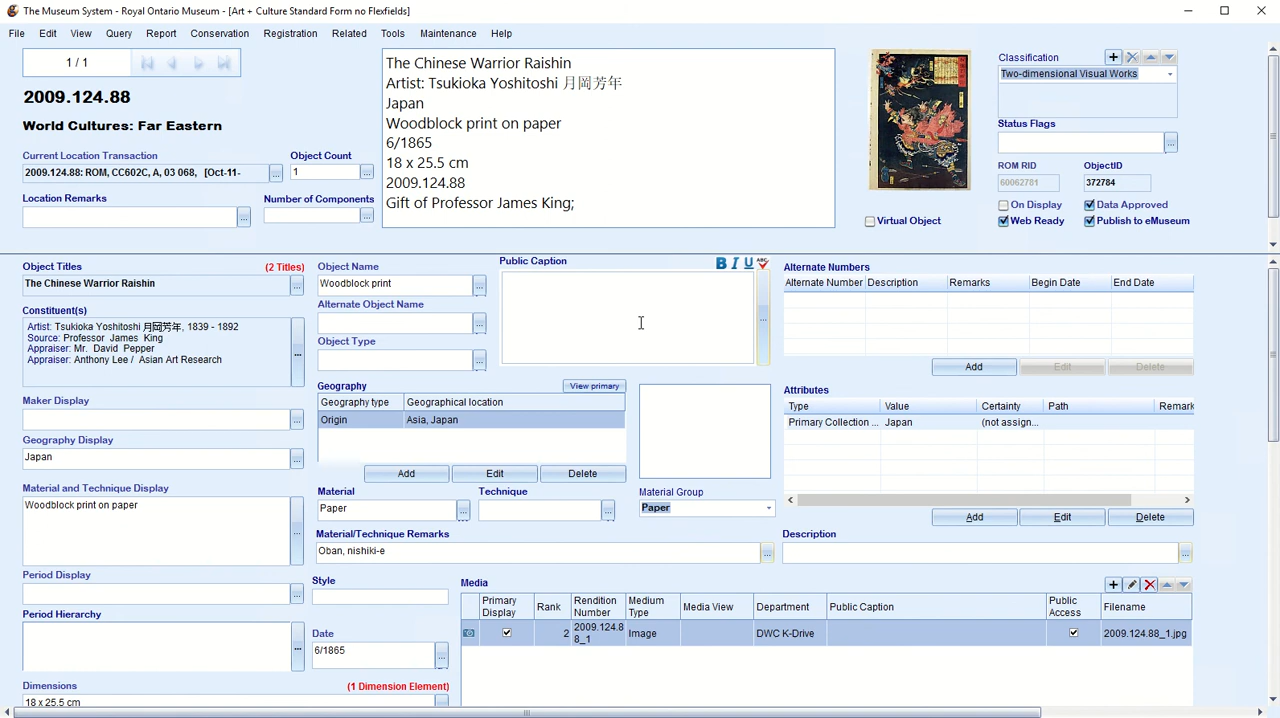 The Museum System - Royal Ontario Museum - [Art + Culture Standard Form no Flexfields]
File Edit View Query Report Conservation Registration Related Tools Maintenance Help
1 / 1
2009.124.88
World Cultures: Far Eastern
Current Location Transaction
2009.124.88: ROM, CC602C, A, 03 068, [Oct-11-
...
Object Count
1
...
Location Remarks
...
Number of Components
...
The Chinese Warrior Raishin
Artist: Tsukioka Yoshitoshi 月岡芳年
Japan
Woodblock print on paper
6/1865
18 x 25.5 cm
2009.124.88
Gift of Professor James King;
Virtual Object
Classification
Two-dimensional Visual Works
Status Flags
...
ROM RID
60062781
ObjectID
372784
On Display
Data Approved
Web Ready
Publish to eMuseum
Object Titles
(2 Titles)
The Chinese Warrior Raishin
...
Constituent(s)
Artist: Tsukioka Yoshitoshi 月岡芳年, 1839 - 1892
Source: Professor James King
Appraiser: Mr. David Pepper
Appraiser: Anthony Lee / Asian Art Research
...
Maker Display
...
Geography Display
Japan
...
Material and Technique Display
Woodblock print on paper
...
Period Display
...
Period Hierarchy
...
Dimensions
(1 Dimension Element)
18 x 25.5 cm
Object Name
Woodblock print
...
Alternate Object Name
...
Object Type
...
Public Caption
B I U ABC
...
Geography
View primary
Geography type Geographical location
Origin Asia, Japan
Add Edit Delete
Material
Paper
...
Technique
...
Material Group
Paper
Material/Technique Remarks
Oban, nishiki-e
...
Style
Date
6/1865
...
Alternate Numbers
Alternate Number Description Remarks Begin Date End Date
Add Edit Delete
Attributes
Type Value Certainty Path Remark
Primary Collection ... Japan (not assign...
Add Edit Delete
Description
...
Media
Primary Display Rank Rendition Number Medium Type Media View Department Public Caption Public Access Filename
2 2009.124.88_1 Image DWC K-Drive 2009.124.88_1.jpg